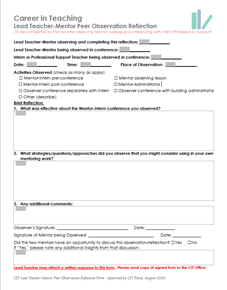 Career in Teaching
Lead Teacher-Mentor Peer Observation Reflection
(To be completed by mentor after observing Mentor colleague conferencing with Intern/Professional Support)
Lead Teacher-Mentor observing and completing this reflection:
Lead Teacher-Mentor being observed in conference:
Intern or Professional Support Teacher being observed in conference:
Date: Time: Place of Observation:
Activities Observed (check as many as apply):
☐ Mentor-intern pre-conference ☐ Mentor observing lesson
☐ Mentor-intern post conference ☐ Mentor-Administrator
☐ Observer conference separately with intern ☐ Observer conference with building administrator
☐ Other (describe)
Brief Reflection:
1. What was effective about the Mentor-Intern conference you observed?
2. What strategies/questions/approaches did you observe that you might consider using in your own
mentoring work?
3. Any additional comments:
Observer's Signature: Date:
Signature of Mentor being Observed: Date:
Did the two mentors have an opportunity to discuss this observation/reflection? ☐Yes ☐No
If "Yes," please note any additional insights from that discussion:
Lead Teacher may attach a written response to this form. Please send copy of signed form to the CIT Office.
CIT Lead Teacher-Mentor Peer Observation Reflection Form Approved by CIT Panel, August 2010